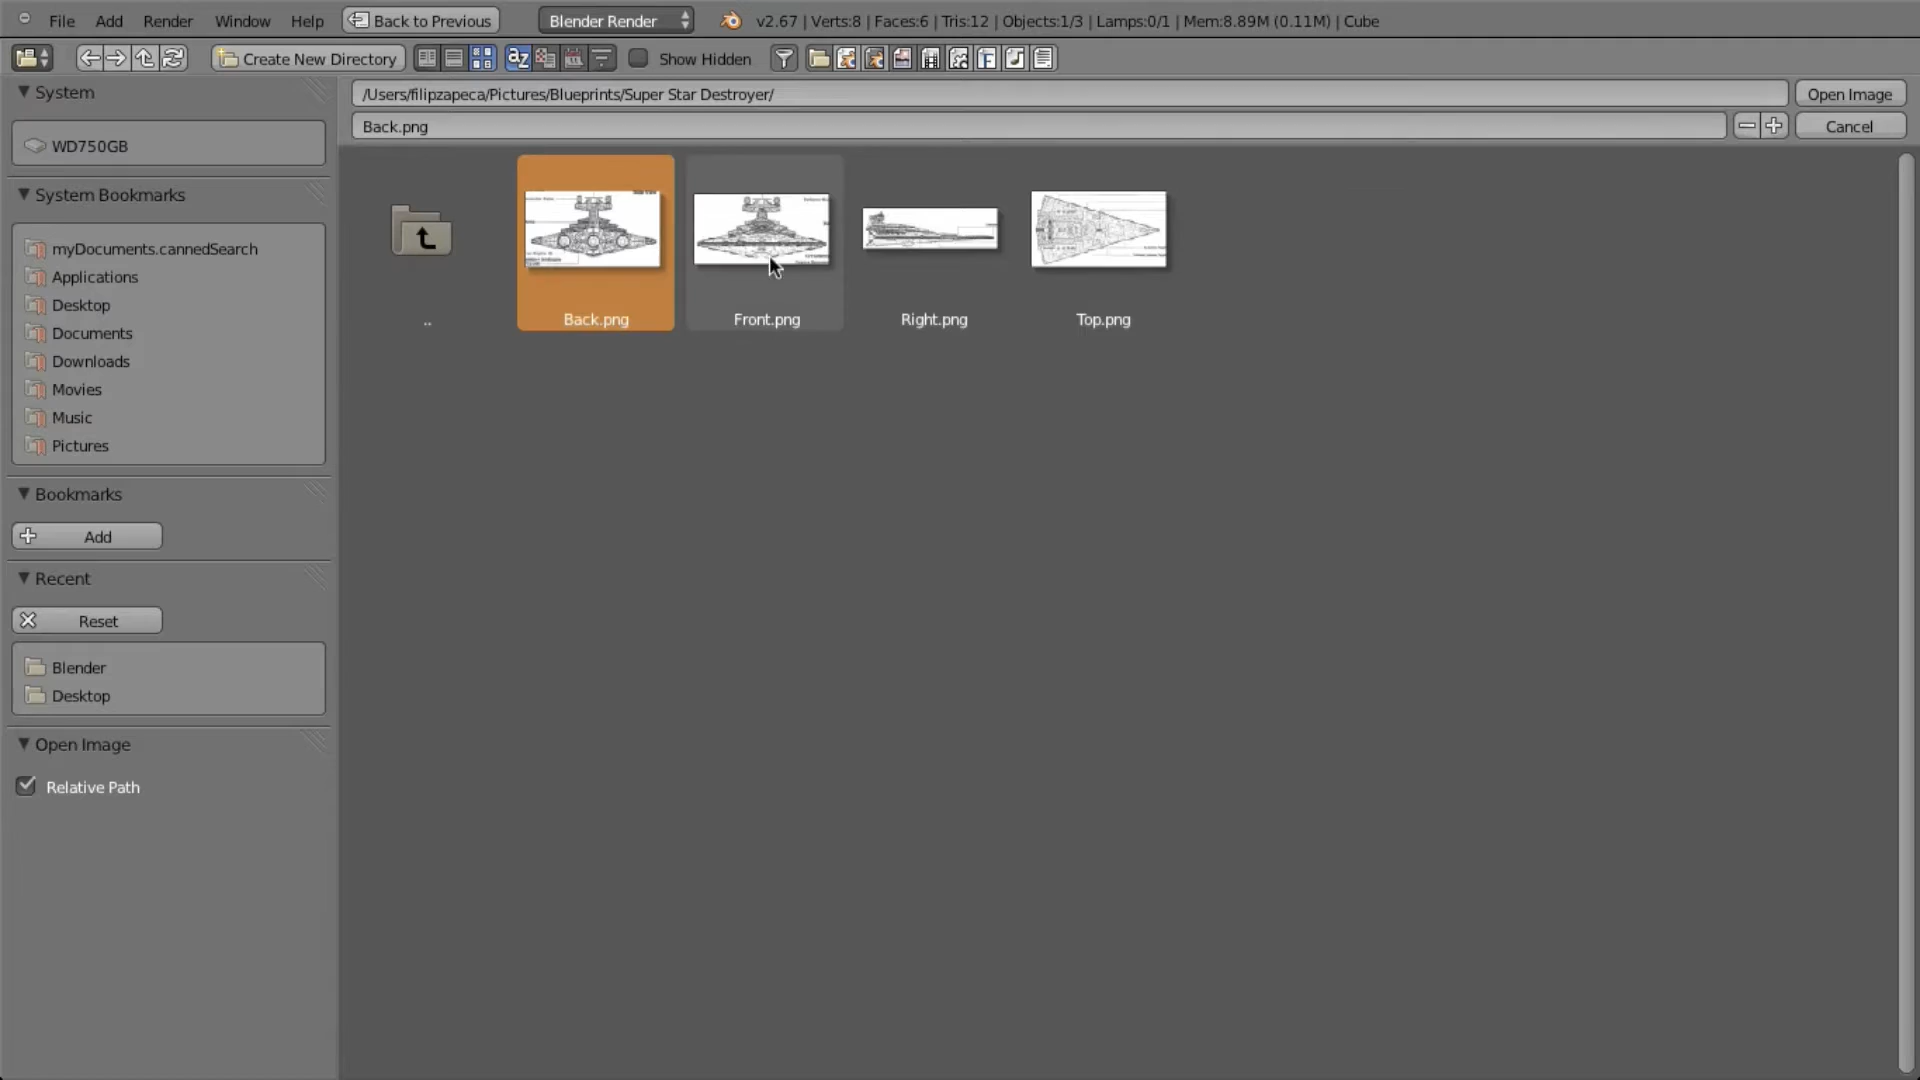 File Add Render Window Help Back to Previous Blender Render v2.67 | Verts:8 | Faces:6 | Tris:12 | Objects:1/3 | Lamps:0/1 | Mem:8.89M (0.11M) | Cube
Create New Directory Show Hidden
System
/Users/filipzapeca/Pictures/Blueprints/Super Star Destroyer/ Open Image
Back.png Cancel
WD750GB
System Bookmarks
myDocuments.cannedSearch
Applications
Desktop
Documents
Downloads
Movies
Music
Pictures
.. Back.png Front.png Right.png Top.png
Bookmarks
Add
Recent
Reset
Blender
Desktop
Open Image
Relative Path